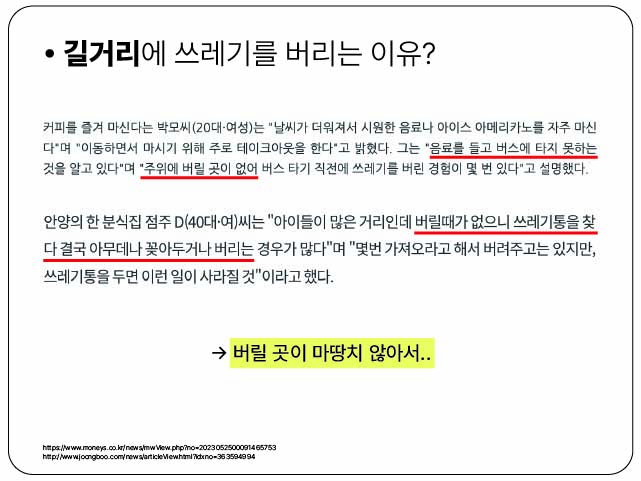 • 길거리에 쓰레기를 버리는 이유?
커피를 즐겨 마신다는 박모씨(20대·여성)는 "날씨가 더워져서 시원한 음료나 아이스 아메리카노를 자주 마신
다"며 "이동하면서 마시기 위해 주로 테이크아웃을 한다"고 밝혔다. 그는 "음료를 들고 버스에 타지 못하는
것을 알고 있다"며 "주위에 버릴 곳이 없어 버스 타기 직전에 쓰레기를 버린 경험이 몇 번 있다"고 설명했다.
안양의 한 분식집 점주 D(40대·여)씨는 "아이들이 많은 거리인데 버릴때가 없으니 쓰레기통을 찾
다 결국 아무데나 꽂아두거나 버리는 경우가 많다"며 "몇번 가져오라고 해서 버려주고는 있지만,
쓰레기통을 두면 이런 일이 사라질 것"이라고 했다.
→ 버릴 곳이 마땅치 않아서..
https://www.moneys.co.kr/news/mwView.php?no=2023052500091465753
http://www.joongboo.com/news/articleView.html?idxno=363594994